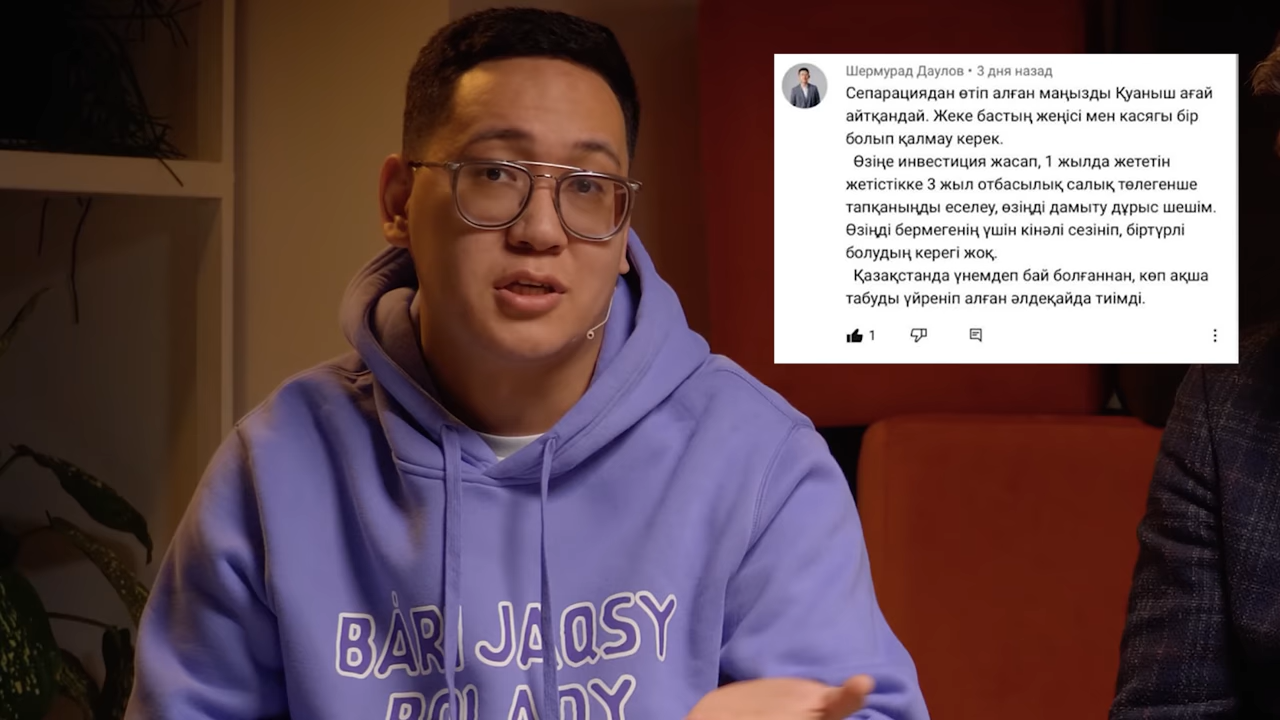 Шермурад Даулов • 3 дня назад
Сепарациядан өтіп алған маңызды Қуаныш ағай
айтқандай. Жеке бастың жеңісі мен касягы бір
болып қалмау керек.
Өзіңе инвестиция жасап, 1 жылда жететін
жетістікке 3 жыл отбасылық салық төлегенше
тапқаныңды еселеу, өзіңді дамыту дұрыс шешім.
Өзіңді бермегенің үшін кінәлі сезініп, біртүрлі
болудың керегі жоқ.
Қазақстанда үнемдеп бай болғаннан, көп ақша
табуды үйреніп алған әлдеқайда тиімді.
1
BÁRI JAQSY
BOLADY